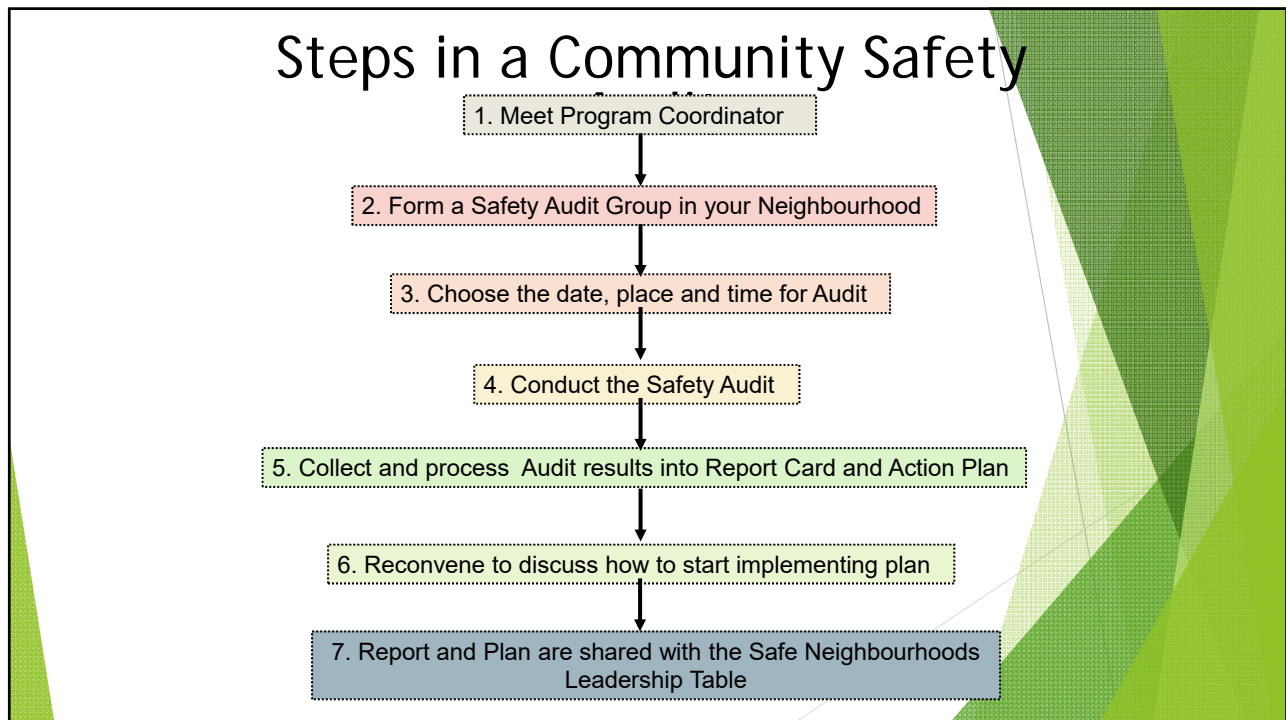 Steps in a Community Safety
1. Meet Program Coordinator
2. Form a Safety Audit Group in your Neighbourhood
3. Choose the date, place and time for Audit
4. Conduct the Safety Audit
5. Collect and process Audit results into Report Card and Action Plan
6. Reconvene to discuss how to start implementing plan
7. Report and Plan are shared with the Safe Neighbourhoods
Leadership Table